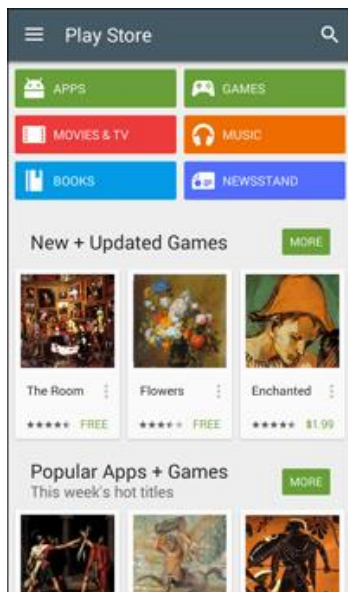 Play Store
APPS
GAMES
MOVIES & TV
MUSIC
BOOKS
NEWSSTAND
New + Updated Games
MORE
The Room
Flowers
Enchanted
FREE
FREE
$1.99
Popular Apps + Games
MORE
This week's hot titles